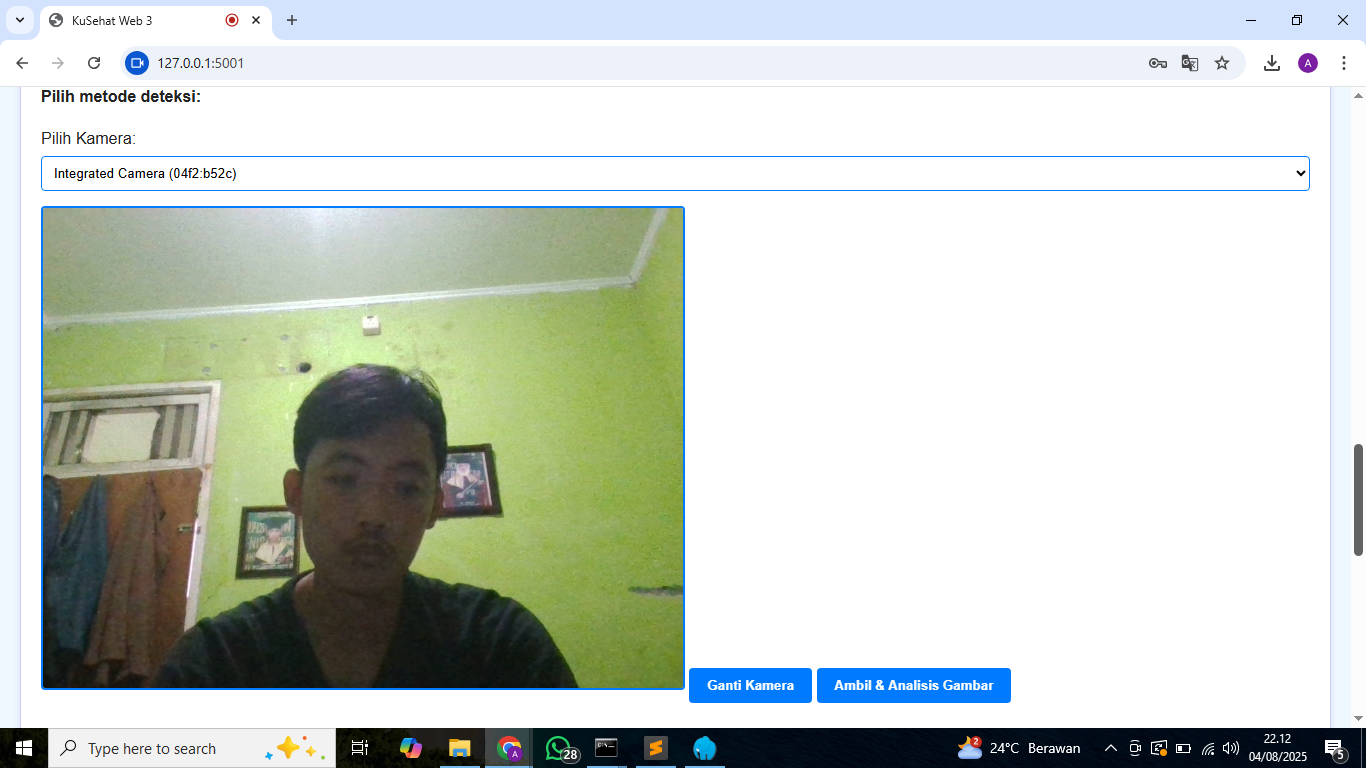 KuSehat Web 3
127.0.0.1:5001
Pilih metode deteksi:
Pilih Kamera:
Integrated Camera (04f2:b52c)
Ganti Kamera
Ambil & Analisis Gambar
Type here to search
28
2
24°C Berawan
22.12
04/08/2025
5
A
A